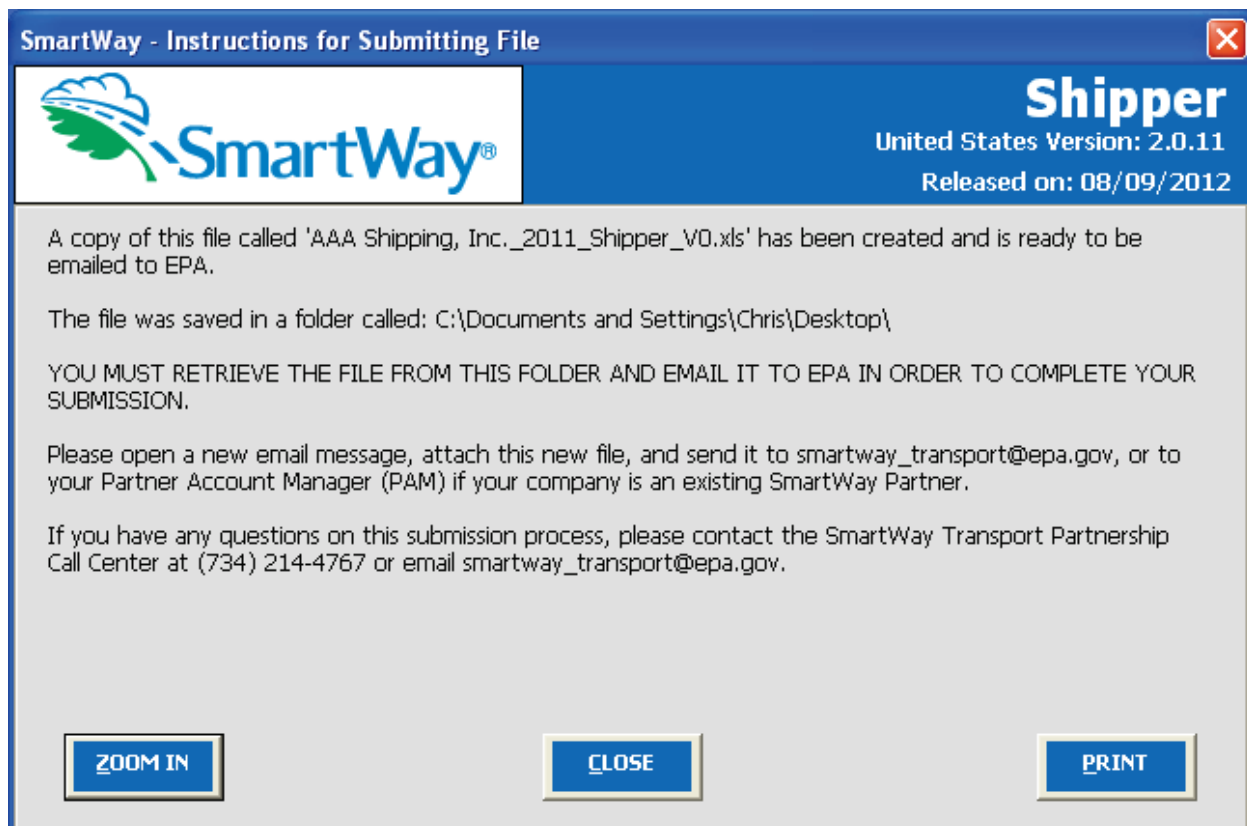 SmartWay - Instructions for Submitting File
SmartWay®
Shipper
United States Version: 2.0.11
Released on: 08/09/2012
A copy of this file called 'AAA Shipping, Inc._2011_Shipper_V0.xls' has been created and is ready to be
emailed to EPA.
The file was saved in a folder called: C:\Documents and Settings\Chris\Desktop\
YOU MUST RETRIEVE THE FILE FROM THIS FOLDER AND EMAIL IT TO EPA IN ORDER TO COMPLETE YOUR
SUBMISSION.
Please open a new email message, attach this new file, and send it to smartway_transport@epa.gov, or to
your Partner Account Manager (PAM) if your company is an existing SmartWay Partner.
If you have any questions on this submission process, please contact the SmartWay Transport Partnership
Call Center at (734) 214-4767 or email smartway_transport@epa.gov.
ZOOM IN
CLOSE
PRINT